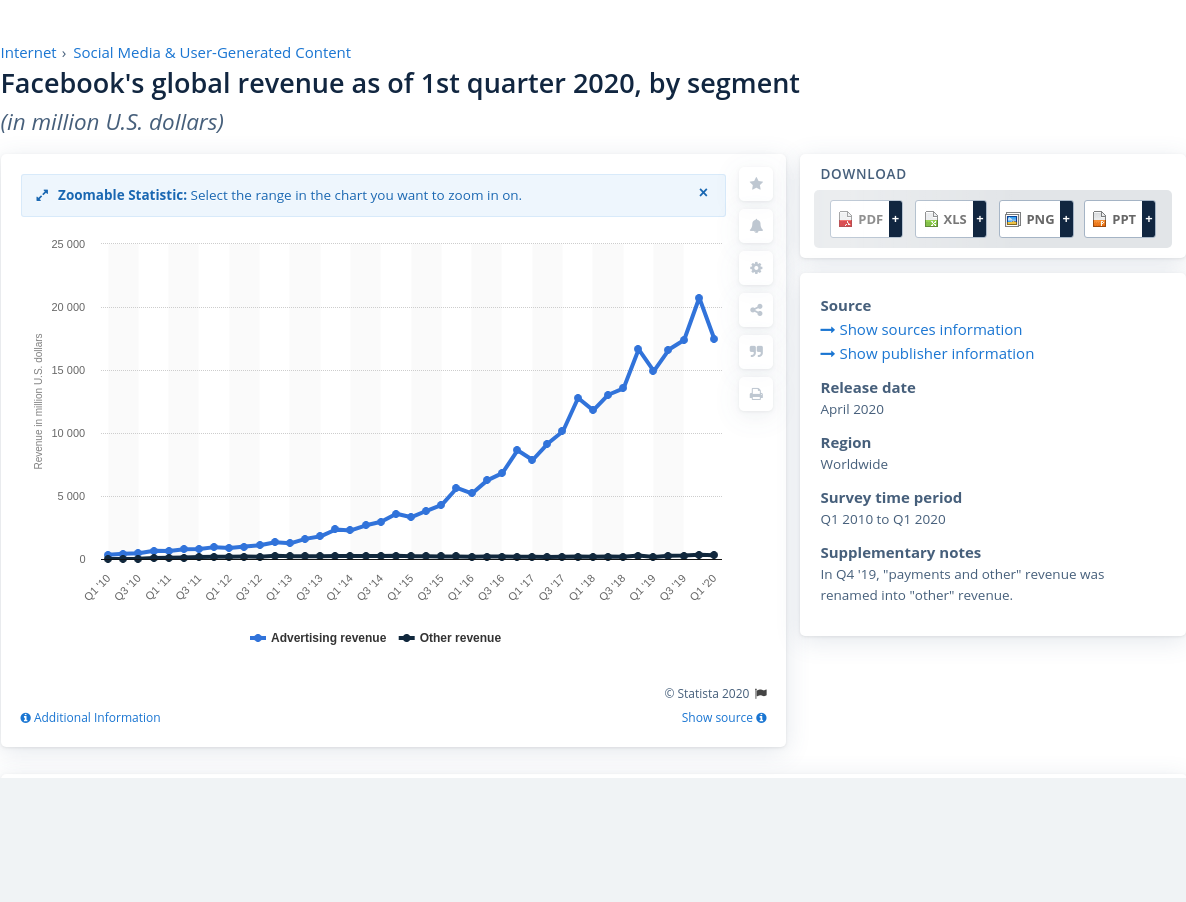 Internet › Social Media & User-Generated Content
Facebook's global revenue as of 1st quarter 2020, by segment
(in million U.S. dollars)
Zoomable Statistic: Select the range in the chart you want to zoom in on. ×
25 000
20 000
15 000
10 000
5 000
0
Revenue in million U.S. dollars
Q1 '10 Q3 '10 Q1 '11 Q3 '11 Q1 '12 Q3 '12 Q1 '13 Q3 '13 Q1 '14 Q3 '14 Q1 '15 Q3 '15 Q1 '16 Q3 '16 Q1 '17 Q3 '17 Q1 '18 Q3 '18 Q1 '19 Q3 '19 Q1 '20
Advertising revenue Other revenue
© Statista 2020
Additional Information Show source
DOWNLOAD
PDF + XLS + PNG + PPT +
Source
Show sources information
Show publisher information
Release date
April 2020
Region
Worldwide
Survey time period
Q1 2010 to Q1 2020
Supplementary notes
In Q4 '19, "payments and other" revenue was
renamed into "other" revenue.